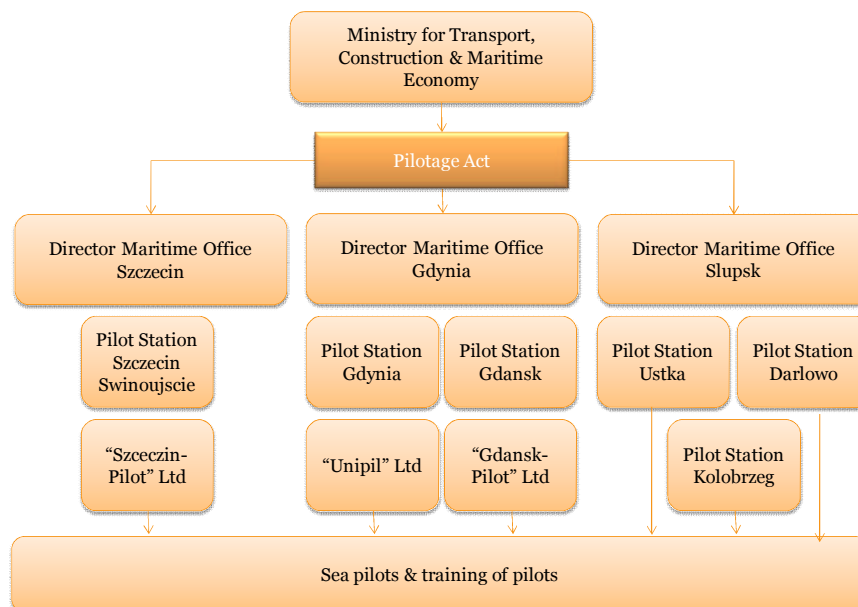 Ministry for Transport,
Construction & Maritime
Economy
Pilotage Act
Director Maritime Office
Szczecin
Director Maritime Office
Gdynia
Director Maritime Office
Slupsk
Pilot Station
Szczecin
Swinoujscie
Pilot Station
Gdynia
Pilot Station
Gdansk
Pilot Station
Ustka
Pilot Station
Darlowo
“Szceczin-
Pilot” Ltd
“Unipil” Ltd
“Gdansk-
Pilot” Ltd
Pilot Station
Kolobrzeg
Sea pilots & training of pilots